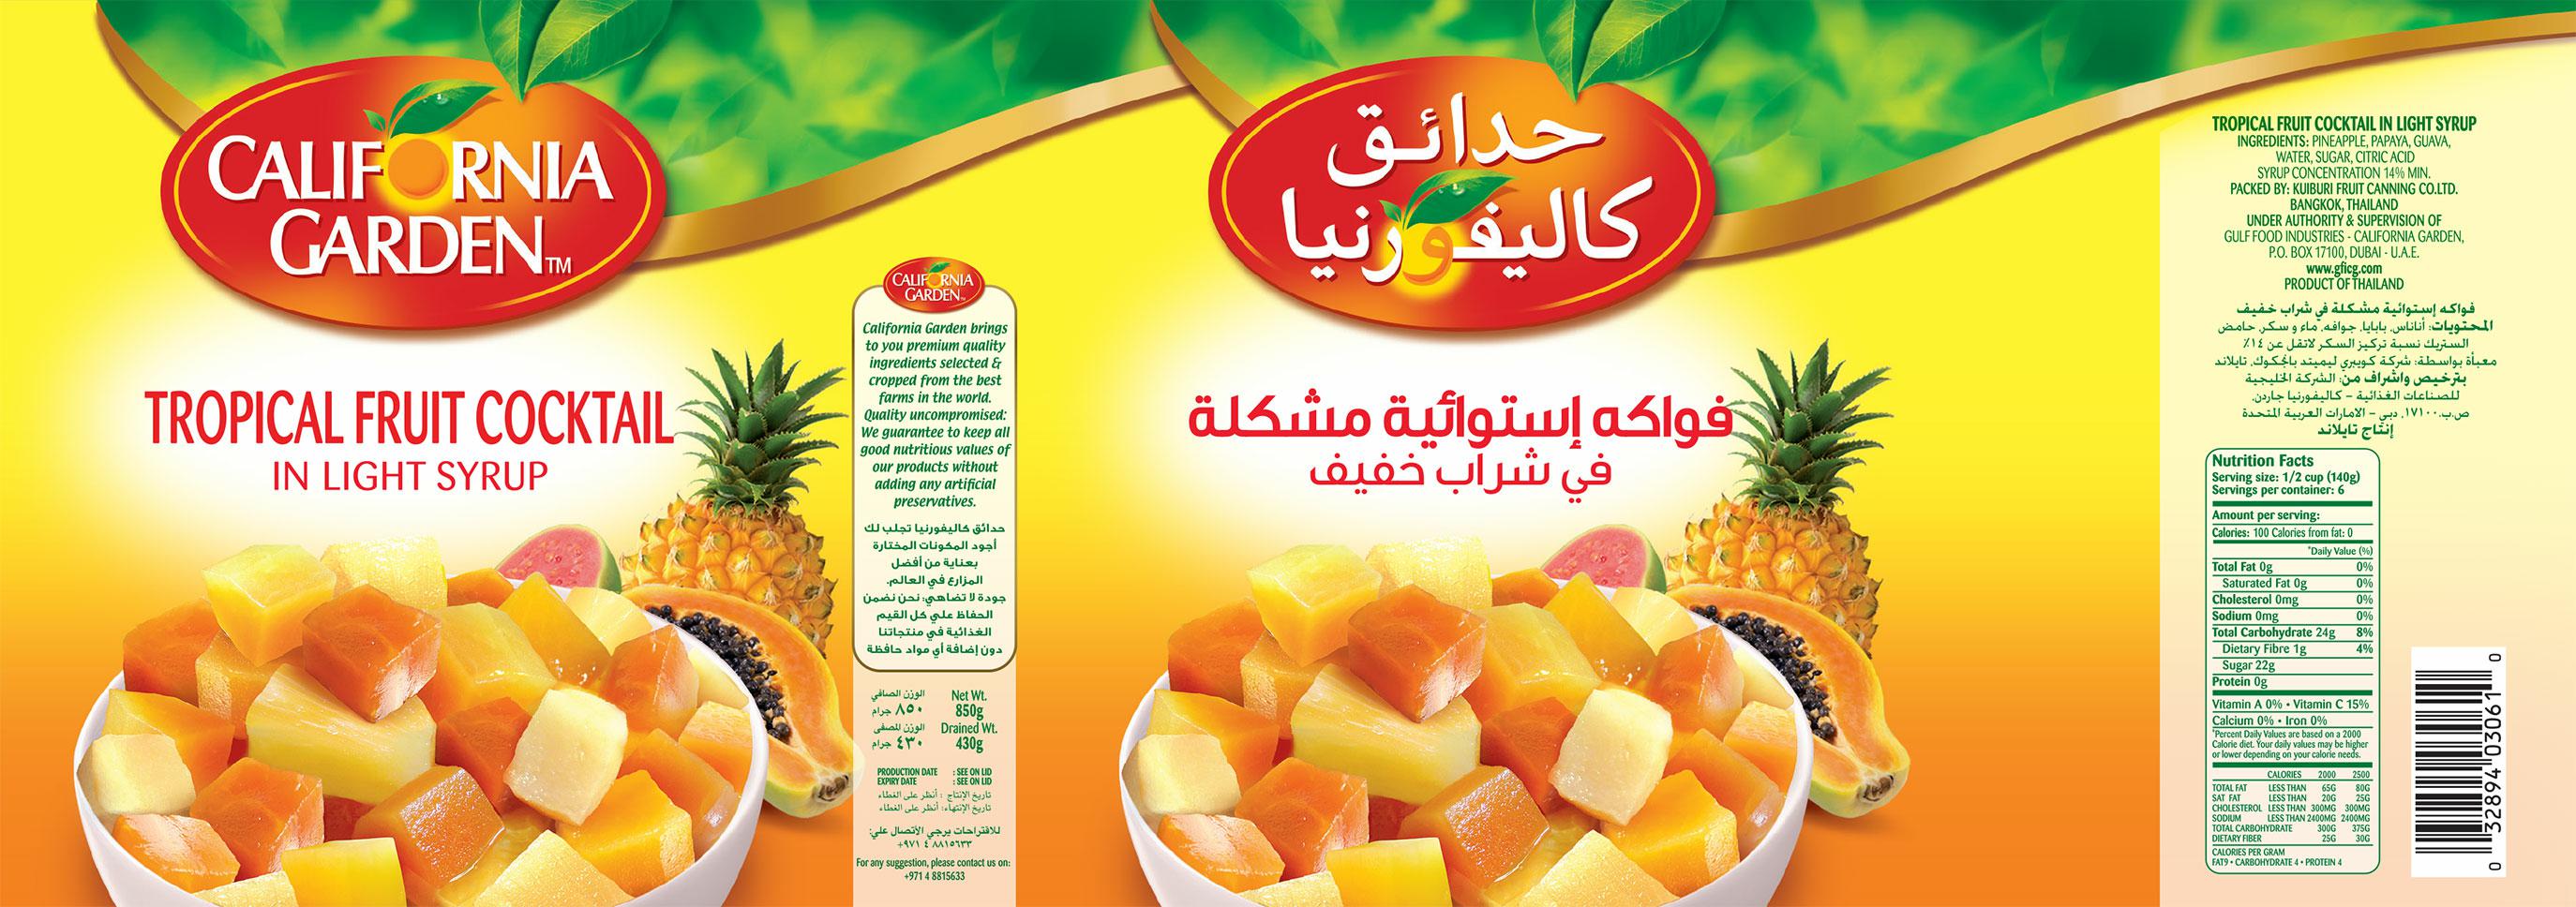 CALIFORNIA
GARDEN™
TROPICAL FRUIT COCKTAIL
IN LIGHT SYRUP
CALIFORNIA
GARDEN™
California Garden brings
to you premium quality
ingredients selected &
cropped from the best
farms in the world.
Quality uncompromised:
We guarantee to keep all
good nutritious values of
our products without
adding any artificial
preservatives.
حدائق كاليفورنيا تجلب لك
أجود المكونات المختارة
بعناية من أفضل
المزارع في العالم.
جودة لا تضاهي: نحن نضمن
الحفاظ علي كل القيم
الغذائية في منتجاتنا
دون إضافة أي مواد حافظة
الوزن الصافي Net Wt.
٨٥٠ جرام 850g
الوزن المصفى Drained Wt.
٤٣٠ جرام 430g
PRODUCTION DATE : SEE ON LID
EXPIRY DATE : SEE ON LID
تاريخ الإنتاج : أنظر على الغطاء
تاريخ الإنتهاء: أنظر على الغطاء
للاقتراحات يرجي الأتصال علي:
+٩٧١ ٤ ٨٨١٥٦٣٣
For any suggestion, please contact us on:
+971 4 8815633
حدائق
كاليفورنيا
فواكه إستوائية مشكلة
في شراب خفيف
TROPICAL FRUIT COCKTAIL IN LIGHT SYRUP
INGREDIENTS: PINEAPPLE, PAPAYA, GUAVA,
WATER, SUGAR, CITRIC ACID
SYRUP CONCENTRATION 14% MIN.
PACKED BY: KUIBURI FRUIT CANNING CO.LTD.
BANGKOK, THAILAND
UNDER AUTHORITY & SUPERVISION OF
GULF FOOD INDUSTRIES - CALIFORNIA GARDEN,
P.O. BOX 17100, DUBAI - U.A.E.
www.gficg.com
PRODUCT OF THAILAND
فواكه إستوائية مشكلة في شراب خفيف
المحتويات: أناناس، بابايا، جوافه، ماء و سكر، حامض
الستريك نسبة تركيز السكر لاتقل عن ١٤٪
معبأة بواسطة: شركة كويبري ليميتد بانجكوك، تايلاند
بترخيص واشراف من: الشركة الخليجية
للصناعات الغذائية - كاليفورنيا جاردن،
ص.ب. ١٧١٠٠، دبي - الامارات العربية المتحدة
إنتاج تايلاند
Nutrition Facts
Serving size: 1/2 cup (140g)
Servings per container: 6
Amount per serving:
Calories: 100 Calories from fat: 0
*Daily Value (%)
Total Fat 0g 0%
Saturated Fat 0g 0%
Cholesterol 0mg 0%
Sodium 0mg 0%
Total Carbohydrate 24g 8%
Dietary Fibre 1g 4%
Sugar 22g
Protein 0g
Vitamin A 0% • Vitamin C 15%
Calcium 0% • Iron 0%
*Percent Daily Values are based on a 2000
Calorie diet. Your daily values may be higher
or lower depending on your calorie needs.
CALORIES 2000 2500
TOTAL FAT LESS THAN 65G 80G
SAT FAT LESS THAN 20G 25G
CHOLESTEROL LESS THAN 300MG 300MG
SODIUM LESS THAN 2400MG 2400MG
TOTAL CARBOHYDRATE 300G 375G
DIETARY FIBER 25G 30G
CALORIES PER GRAM
FAT9 • CARBOHYDRATE 4 • PROTEIN 4
0 32894 03061 0